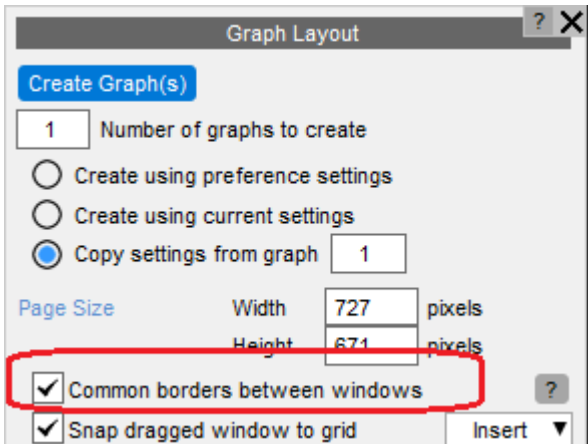 Graph Layout ? X
Create Graph(s)
1 Number of graphs to create
Create using preference settings
Create using current settings
Copy settings from graph 1
Page Size Width 727 pixels
Height 671 pixels
Common borders between windows ?
Snap dragged window to grid Insert ▼